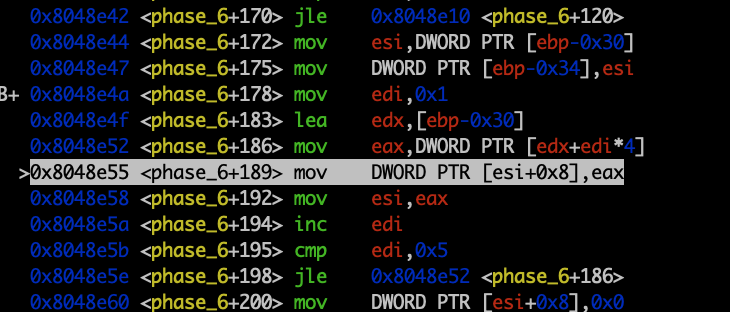 0x8048e42 <phase_6+170> jle 0x8048e10 <phase_6+120>
0x8048e44 <phase_6+172> mov esi,DWORD PTR [ebp-0x30]
0x8048e47 <phase_6+175> mov DWORD PTR [ebp-0x34],esi
B+ 0x8048e4a <phase_6+178> mov edi,0x1
0x8048e4f <phase_6+183> lea edx,[ebp-0x30]
0x8048e52 <phase_6+186> mov eax,DWORD PTR [edx+edi*4]
>0x8048e55 <phase_6+189> mov DWORD PTR [esi+0x8],eax
0x8048e58 <phase_6+192> mov esi,eax
0x8048e5a <phase_6+194> inc edi
0x8048e5b <phase_6+195> cmp edi,0x5
0x8048e5e <phase_6+198> jle 0x8048e52 <phase_6+186>
0x8048e60 <phase_6+200> mov DWORD PTR [esi+0x8],0x0